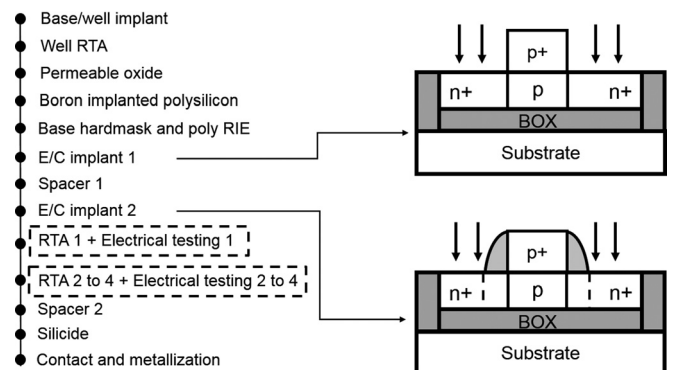 Base/well implant
Well RTA
Permeable oxide
Boron implanted polysilicon
Base hardmask and poly RIE
E/C implant 1
Spacer 1
E/C implant 2
RTA 1 + Electrical testing 1
RTA 2 to 4 + Electrical testing 2 to 4
Spacer 2
Silicide
Contact and metallization
p+
n+ p n+
BOX
Substrate
p+
n+ p n+
BOX
Substrate